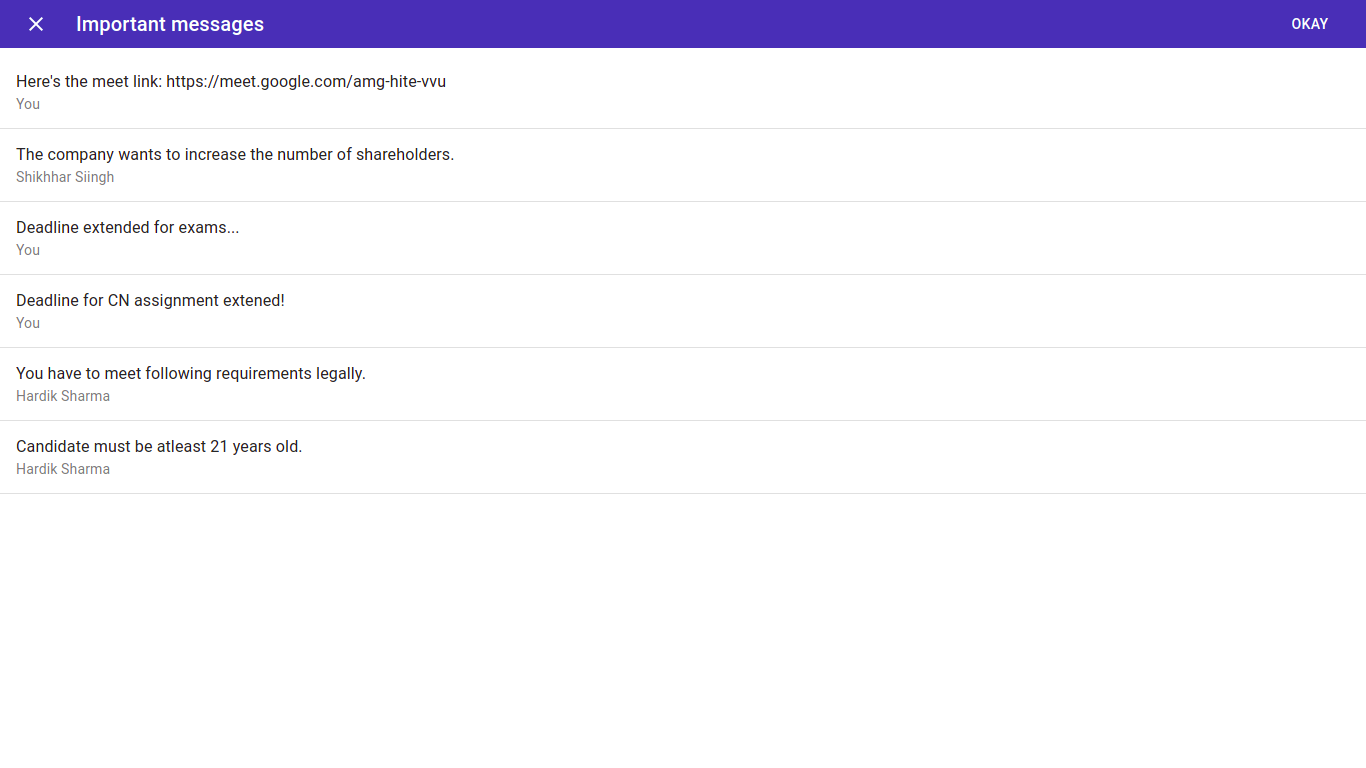 Important messages
OKAY
Here's the meet link: https://meet.google.com/amg-hite-vvu
You
The company wants to increase the number of shareholders.
Shikhhar Siingh
Deadline extended for exams...
You
Deadline for CN assignment extened!
You
You have to meet following requirements legally.
Hardik Sharma
Candidate must be atleast 21 years old.
Hardik Sharma